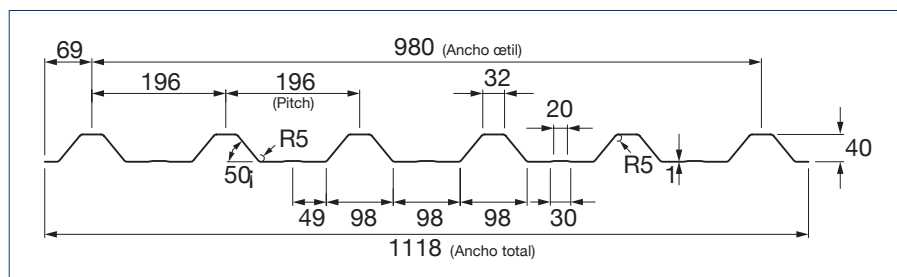 980 (Ancho œtil)
69
196
196
(Pitch)
32
20
R5
50¡
R5
1
40
49
98
98
98
30
1118 (Ancho total)